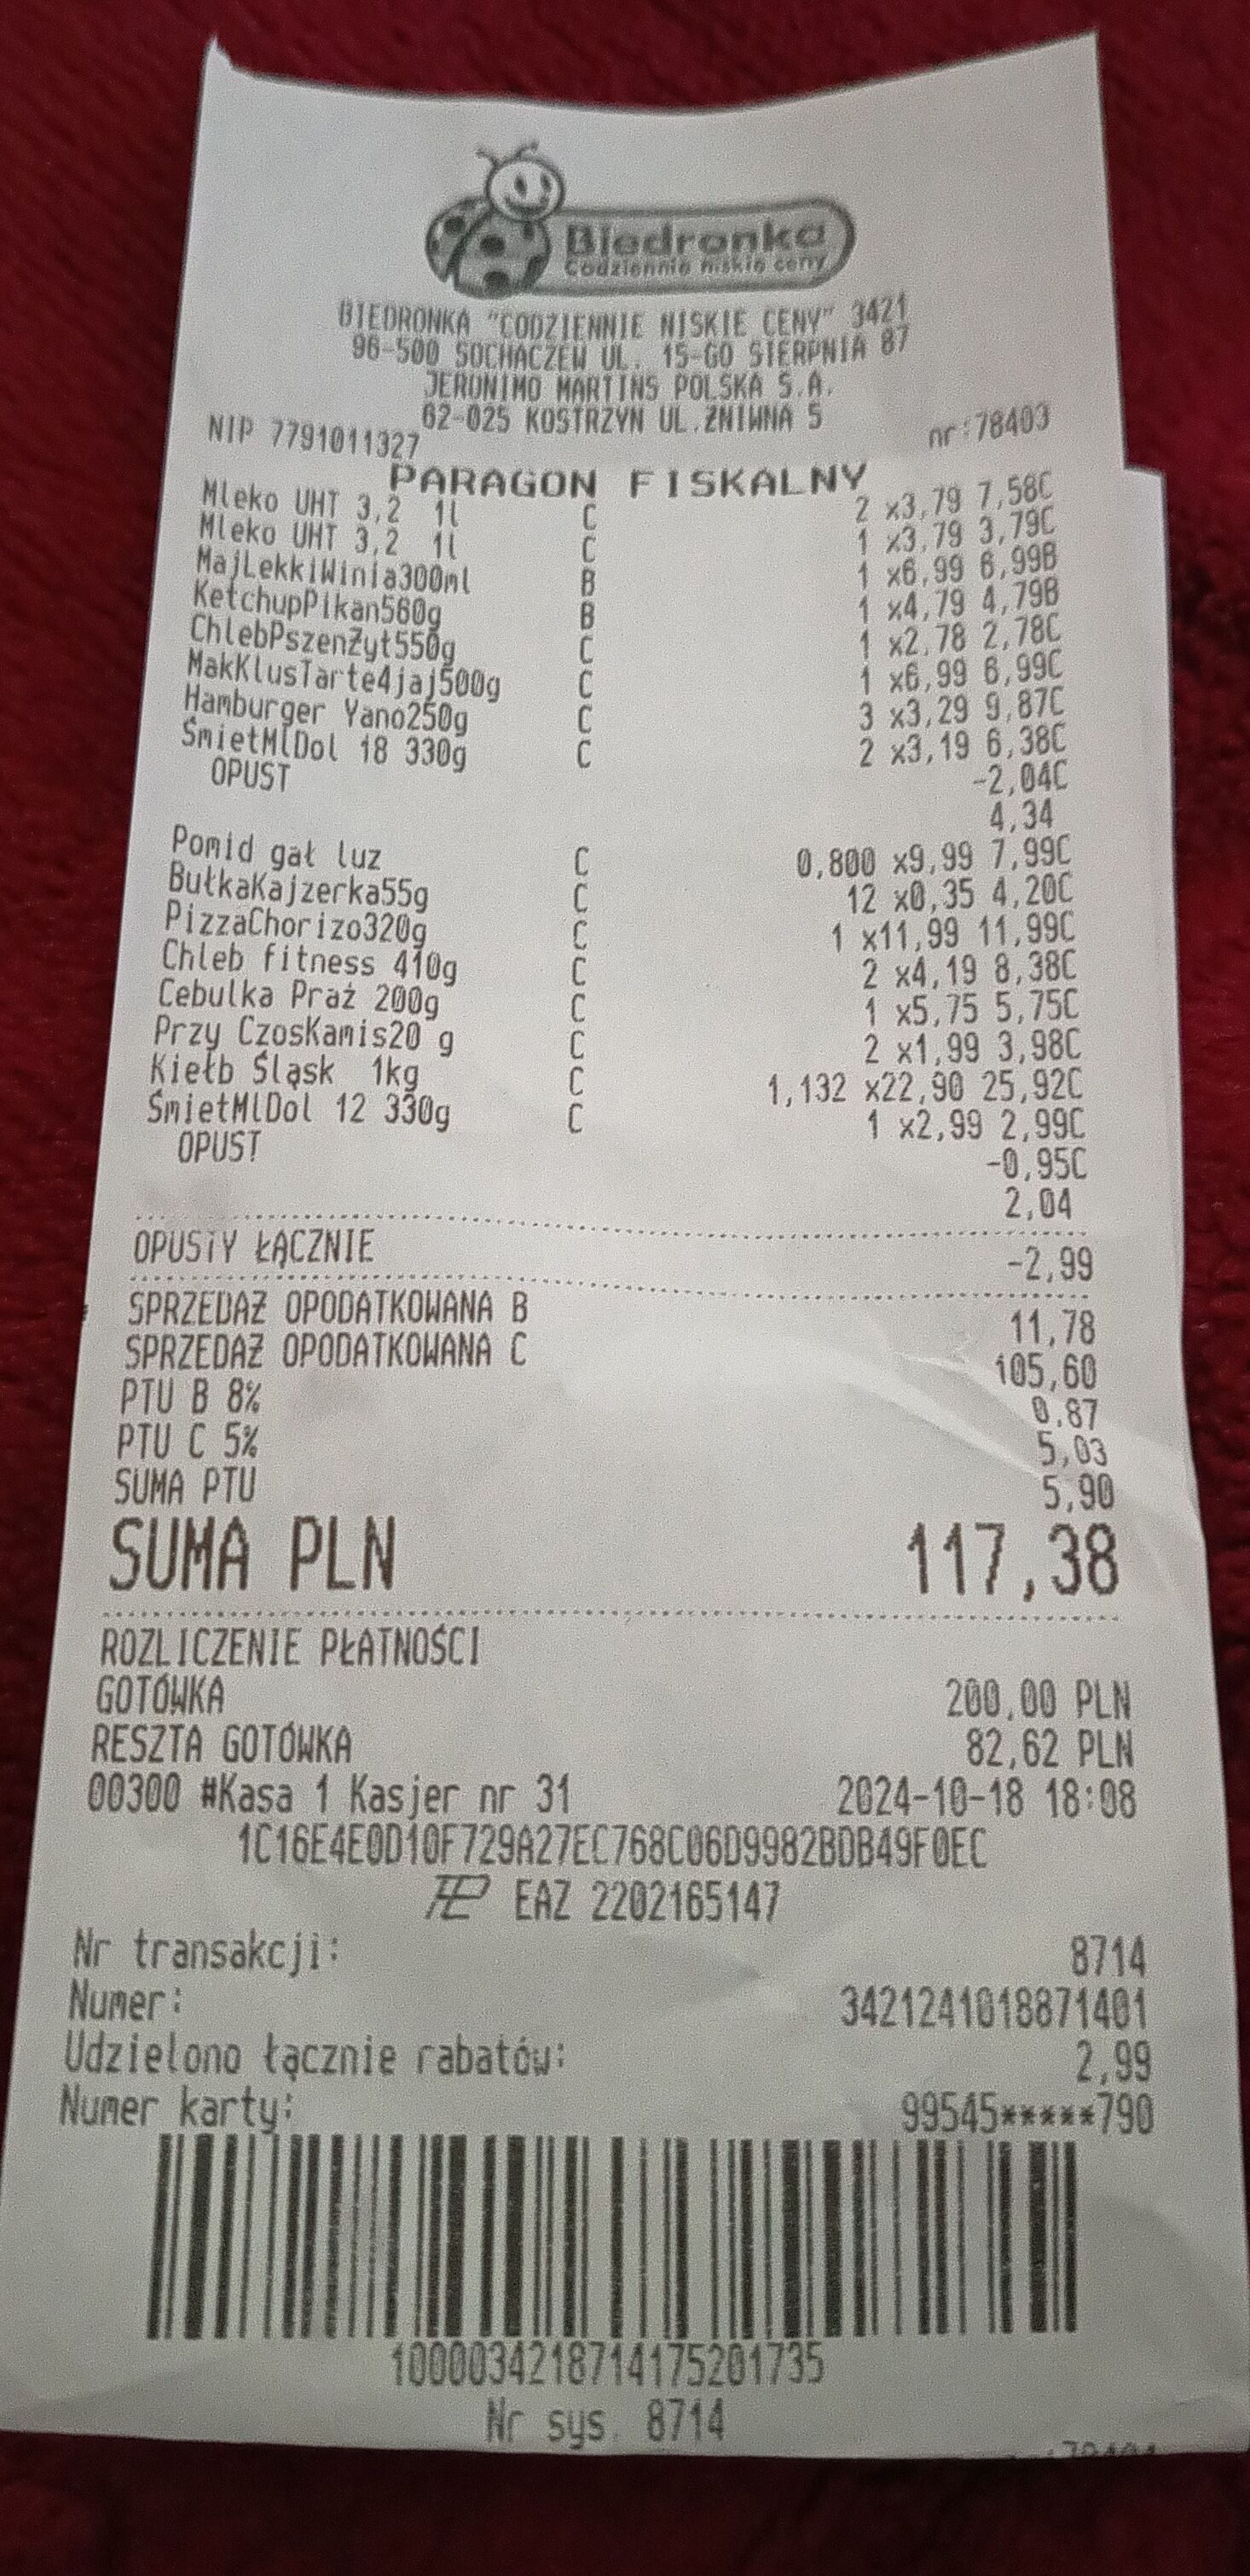 Biedronka
Codziennie niskie ceny
BIEDRONKA "CODZIENNIE NISKIE CENY" 3421
96-500 SOCHACZEW UL. 15-GO SIERPNIA 87
JERONIMO MARTINS POLSKA S.A.
62-025 KOSTRZYN UL.ŻNIWNA 5
NIP 7791011327 nr:78403
PARAGON FISKALNY
Mleko UHT 3,2 1l C 2 x3,79 7,58C
Mleko UHT 3,2 1l C 1 x3,79 3,79C
MajLekkiWinia300ml B 1 x6,99 6,99B
KetchupPikan560g B 1 x4,79 4,79B
ChlebPszenŻyt550g C 1 x2,78 2,78C
MakKlusTarte4jaj500g C 1 x6,99 6,99C
Hamburger Yano250g C 3 x3,29 9,87C
ŚmietMlDol 18 330g C 2 x3,19 6,38C
OPUST -2,04C
4,34
Pomid gał luz C 0,800 x9,99 7,99C
BułkaKajzerka55g C 12 x0,35 4,20C
PizzaChorizo320g C 1 x11,99 11,99C
Chleb fitness 410g C 2 x4,19 8,38C
Cebulka Praż 200g C 1 x5,75 5,75C
Przy CzosKamis20 g C 2 x1,99 3,98C
Kiełb Śląsk 1kg C 1,132 x22,90 25,92C
ŚmietMlDol 12 330g C 1 x2,99 2,99C
OPUST -0,95C
2,04
OPUSTY ŁĄCZNIE -2,99
SPRZEDAŻ OPODATKOWANA B 11,78
SPRZEDAŻ OPODATKOWANA C 105,60
PTU B 8% 0,87
PTU C 5% 5,03
SUMA PTU 5,90
SUMA PLN 117,38
ROZLICZENIE PŁATNOŚCI
GOTÓWKA 200,00 PLN
RESZTA GOTÓWKA 82,62 PLN
00300 #Kasa 1 Kasjer nr 31 2024-10-18 18:08
1C16E4E0D10F729A27EC768C06D9982BDB49F0EC
EAZ 2202165147
Nr transakcji: 8714
Numer: 3421241018871401
Udzielono łącznie rabatów: 2,99
Numer karty: 99545*****790
1000034218714175201735
Nr sys. 8714